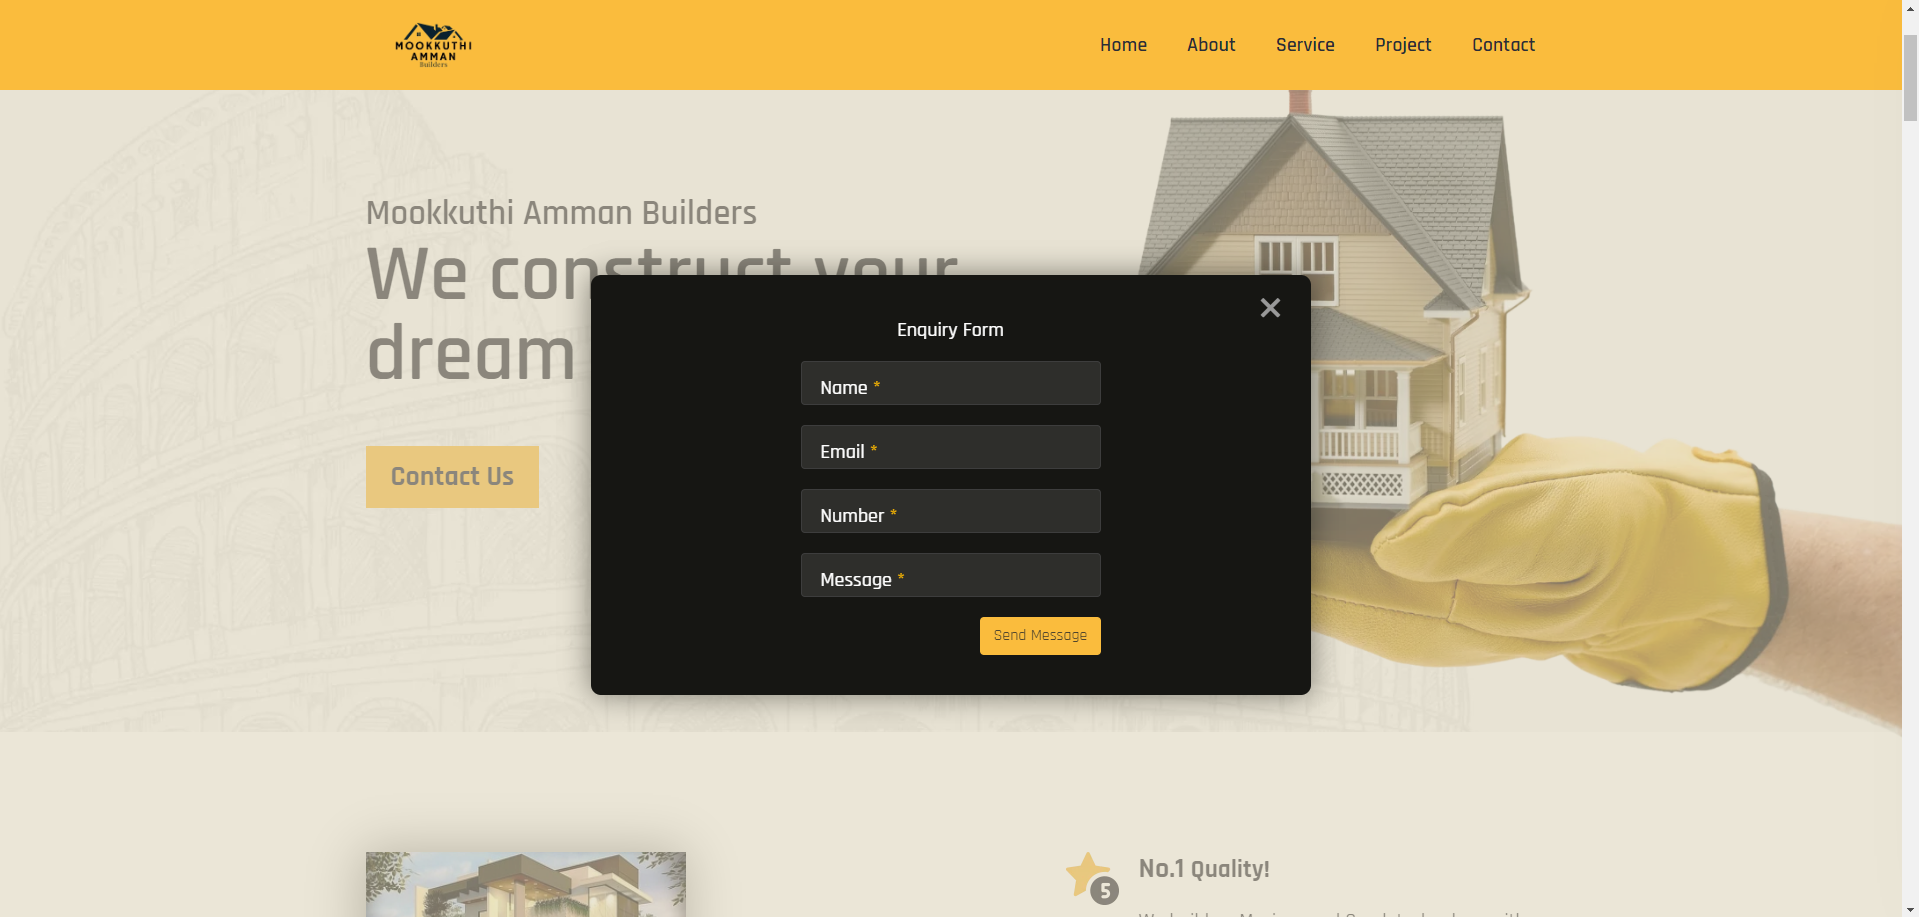 MOOKKUTHI
AMMAN
Builders
Home
About
Service
Project
Contact
Mookkuthi Amman Builders
We construct your
dream
Contact Us
Enquiry Form
Name *
Email *
Number *
Message *
Send Message
5
No.1 Quality!